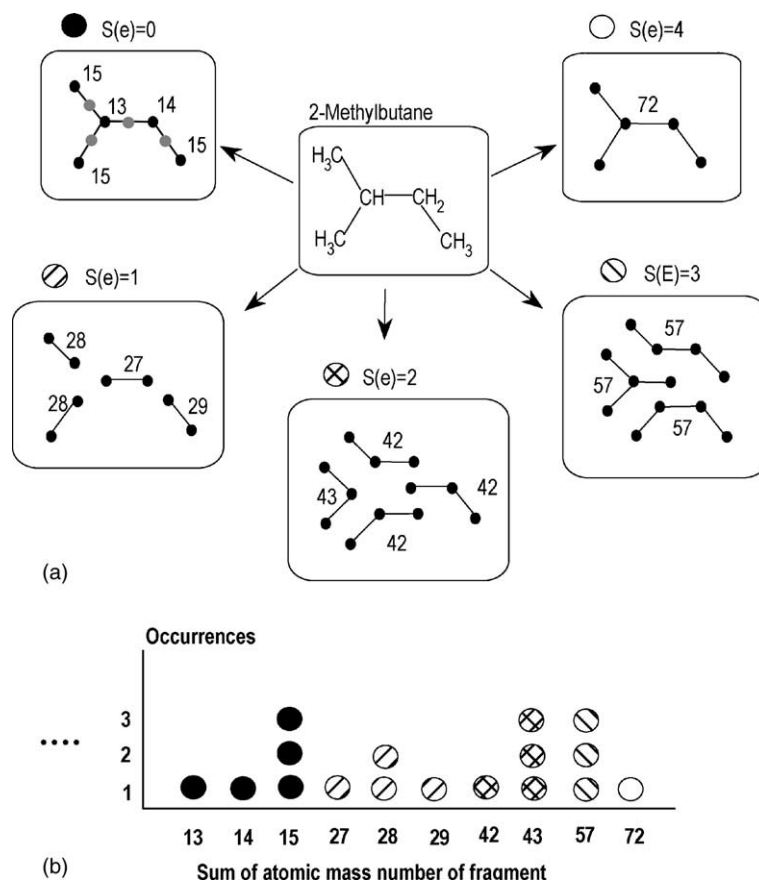 S(e)=0
15
13
14
15
15
2-Methylbutane
H3C
CH
CH2
H3C
CH3
S(e)=4
72
S(e)=1
28
27
28
29
S(e)=2
42
43
42
42
S(E)=3
57
57
57
(a)
Occurrences
3
2
1
....
13 14 15 27 28 29 42 43 57 72
(b) Sum of atomic mass number of fragment